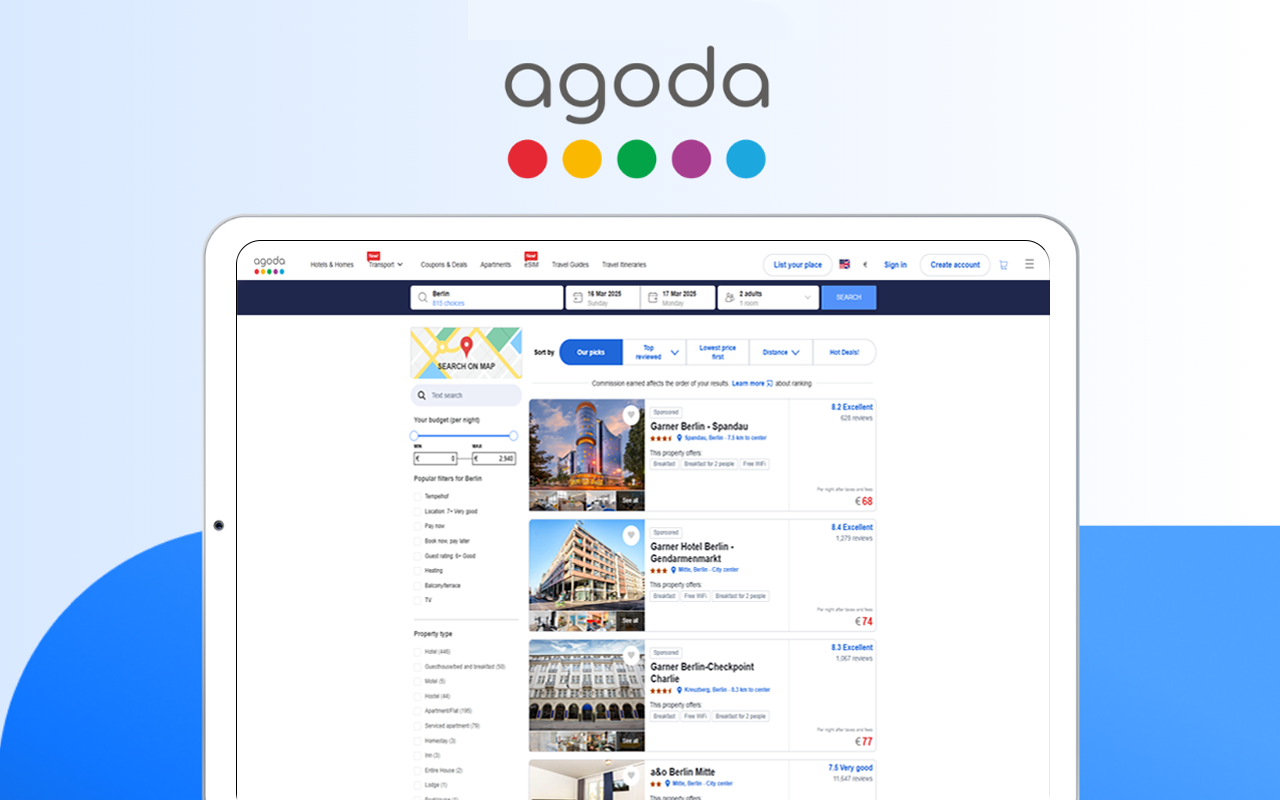 agoda
agoda
Hotels & Homes
New!
Transport
Coupons & Deals
Apartments
New!
eSIM
Travel Guides
Travel Itineraries
List your place
€
Sign in
Create account
Berlin
815 choices
16 Mar 2025
Sunday
17 Mar 2025
Monday
2 adults
1 room
SEARCH
SEARCH ON MAP
Text search
Your budget (per night)
MIN
MAX
€ 0
€ 2,940
Popular filters for Berlin
Tempelhof
Location: 7+ Very good
Pay now
Book now, pay later
Guest rating: 6+ Good
Heating
Balcony/terrace
TV
Property type
Hotel (446)
Guesthouse/bed and breakfast (50)
Motel (5)
Hostel (44)
Apartment/Flat (195)
Serviced apartment (78)
Homestay (3)
Inn (3)
Entire House (2)
Lodge (1)
Sort by
Our picks
Top reviewed
Lowest price first
Distance
Hot Deals!
Commission earned affects the order of your results. Learn more about ranking
See all
Sponsored
Garner Berlin - Spandau
Spandau, Berlin - 7.5 km to center
This property offers:
Breakfast
Breakfast for 2 people
Free WiFi
8.2 Excellent
628 reviews
Per night after taxes and fees
€ 68
See all
Sponsored
Garner Hotel Berlin -
Gendarmenmarkt
Mitte, Berlin - City center
This property offers:
Breakfast
Free WiFi
Breakfast for 2 people
8.4 Excellent
1,279 reviews
Per night after taxes and fees
€ 74
See all
Sponsored
Garner Berlin-Checkpoint
Charlie
Kreuzberg, Berlin - 0.3 km to center
This property offers:
Breakfast
Free WiFi
Breakfast for 2 people
8.3 Excellent
1,067 reviews
Per night after taxes and fees
€ 77
a&o Berlin Mitte
Mitte, Berlin - City center
This property offers:
7.5 Very good
11,647 reviews